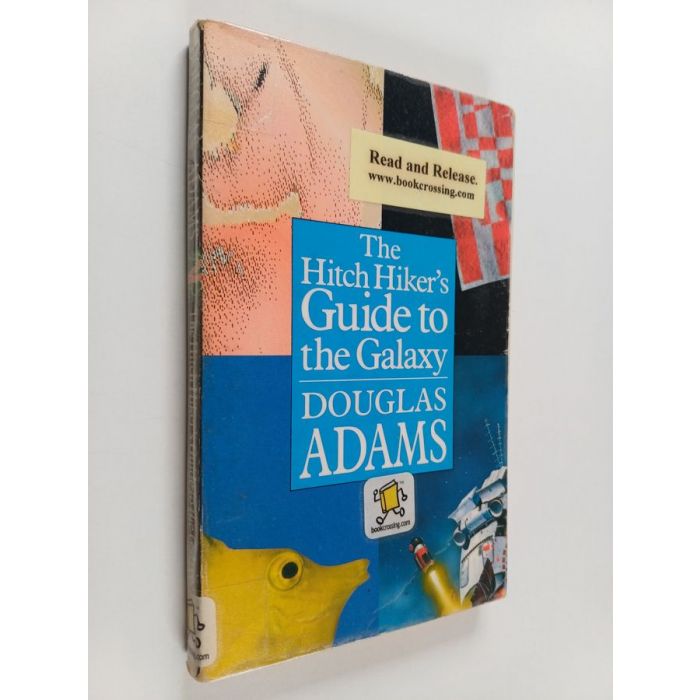 Read and Release.
www.bookcrossing.com
The
Hitch Hiker's
Guide to
the Galaxy
DOUGLAS
ADAMS
bookcrossing.com